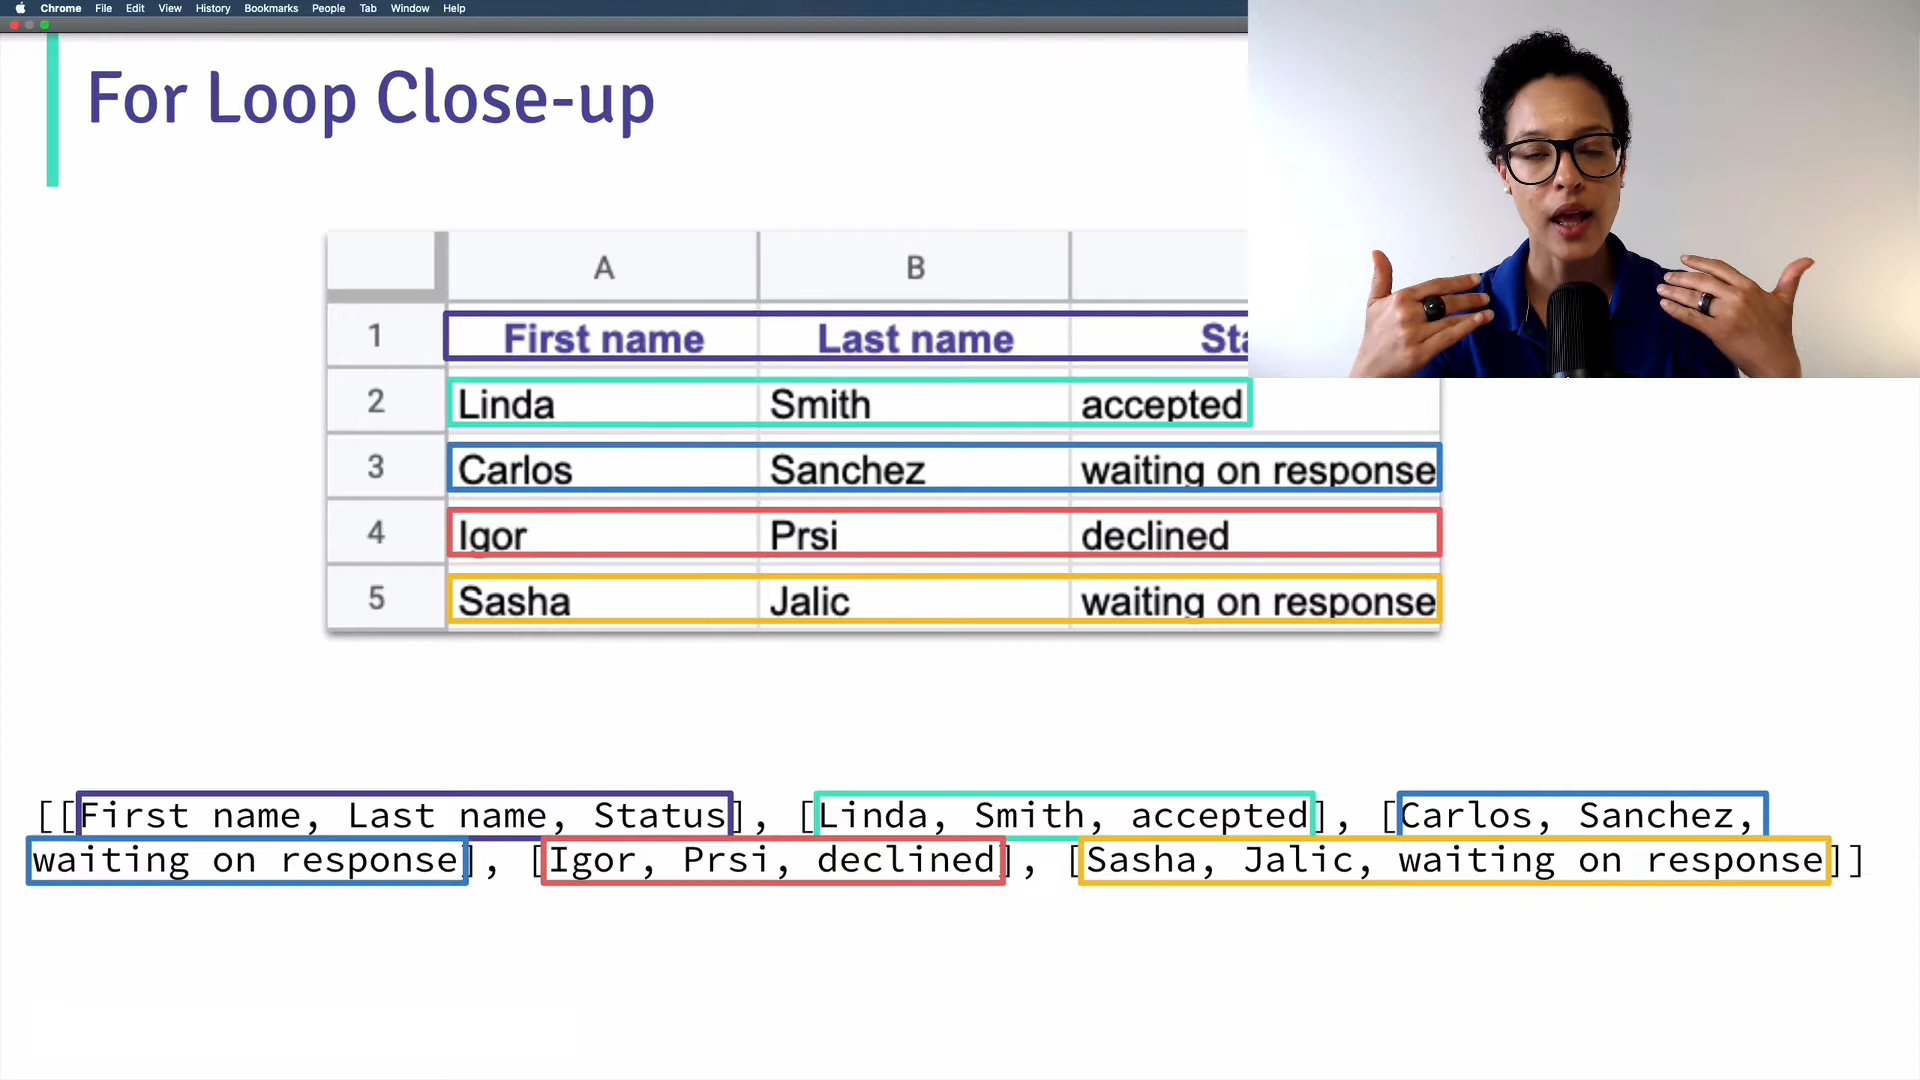 Chrome File Edit View History Bookmarks People Tab Window Help
For Loop Close-up
A B
1 First name Last name Sta
2 Linda Smith accepted
3 Carlos Sanchez waiting on response
4 Igor Prsi declined
5 Sasha Jalic waiting on response
[[First name, Last name, Status], [Linda, Smith, accepted], [Carlos, Sanchez,
waiting on response], [Igor, Prsi, declined], [Sasha, Jalic, waiting on response]]